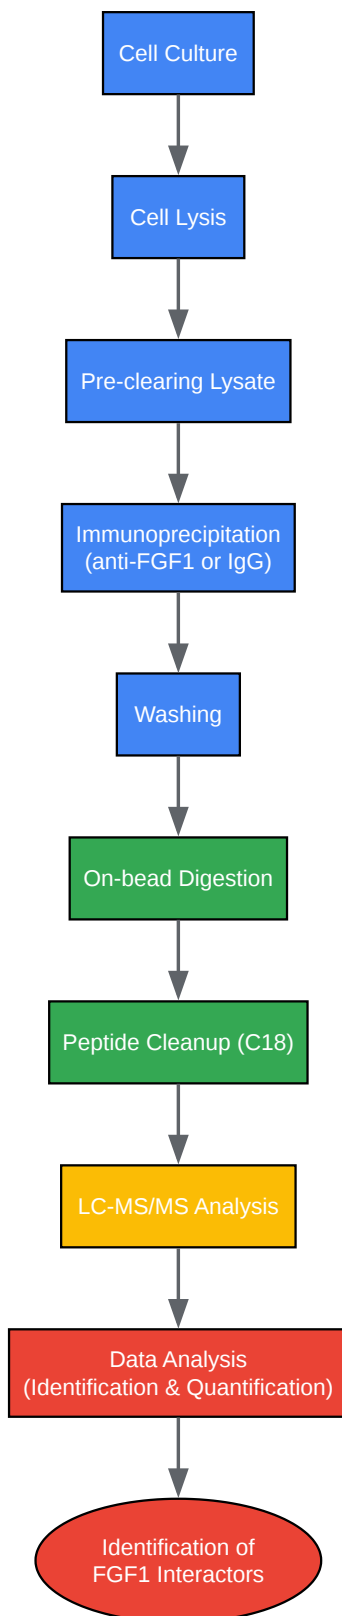 Cell Culture
Cell Lysis
Pre-clearing Lysate
Immunoprecipitation
(anti-FGF1 or IgG)
Washing
On-bead Digestion
Peptide Cleanup (C18)
LC-MS/MS Analysis
Data Analysis
(Identification & Quantification)
Identification of
FGF1 Interactors